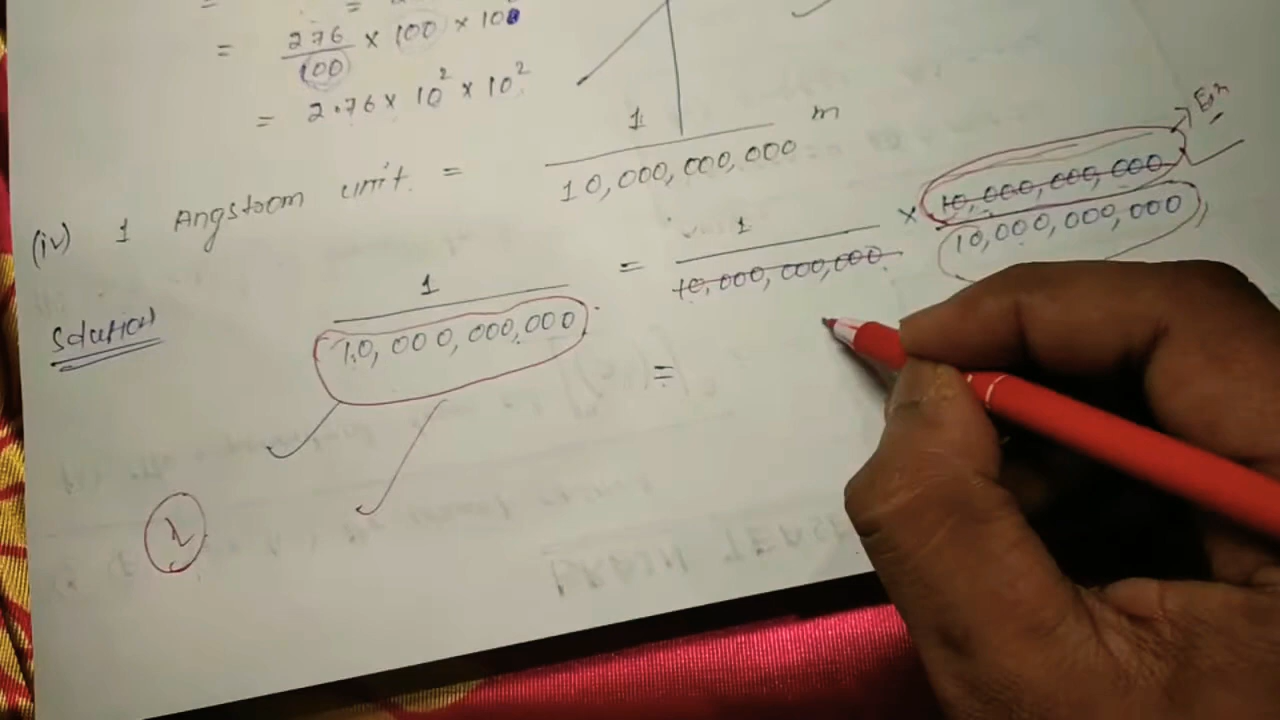 = 276/100 × 100 × 100
= 2.76 × 10² × 10²
(iv) 1 Angstrom unit = 1/10,000,000,000 m
Solution 1/10,000,000,000 = 1/10,000,000,000 × 10,000,000,000/10,000,000,000
=